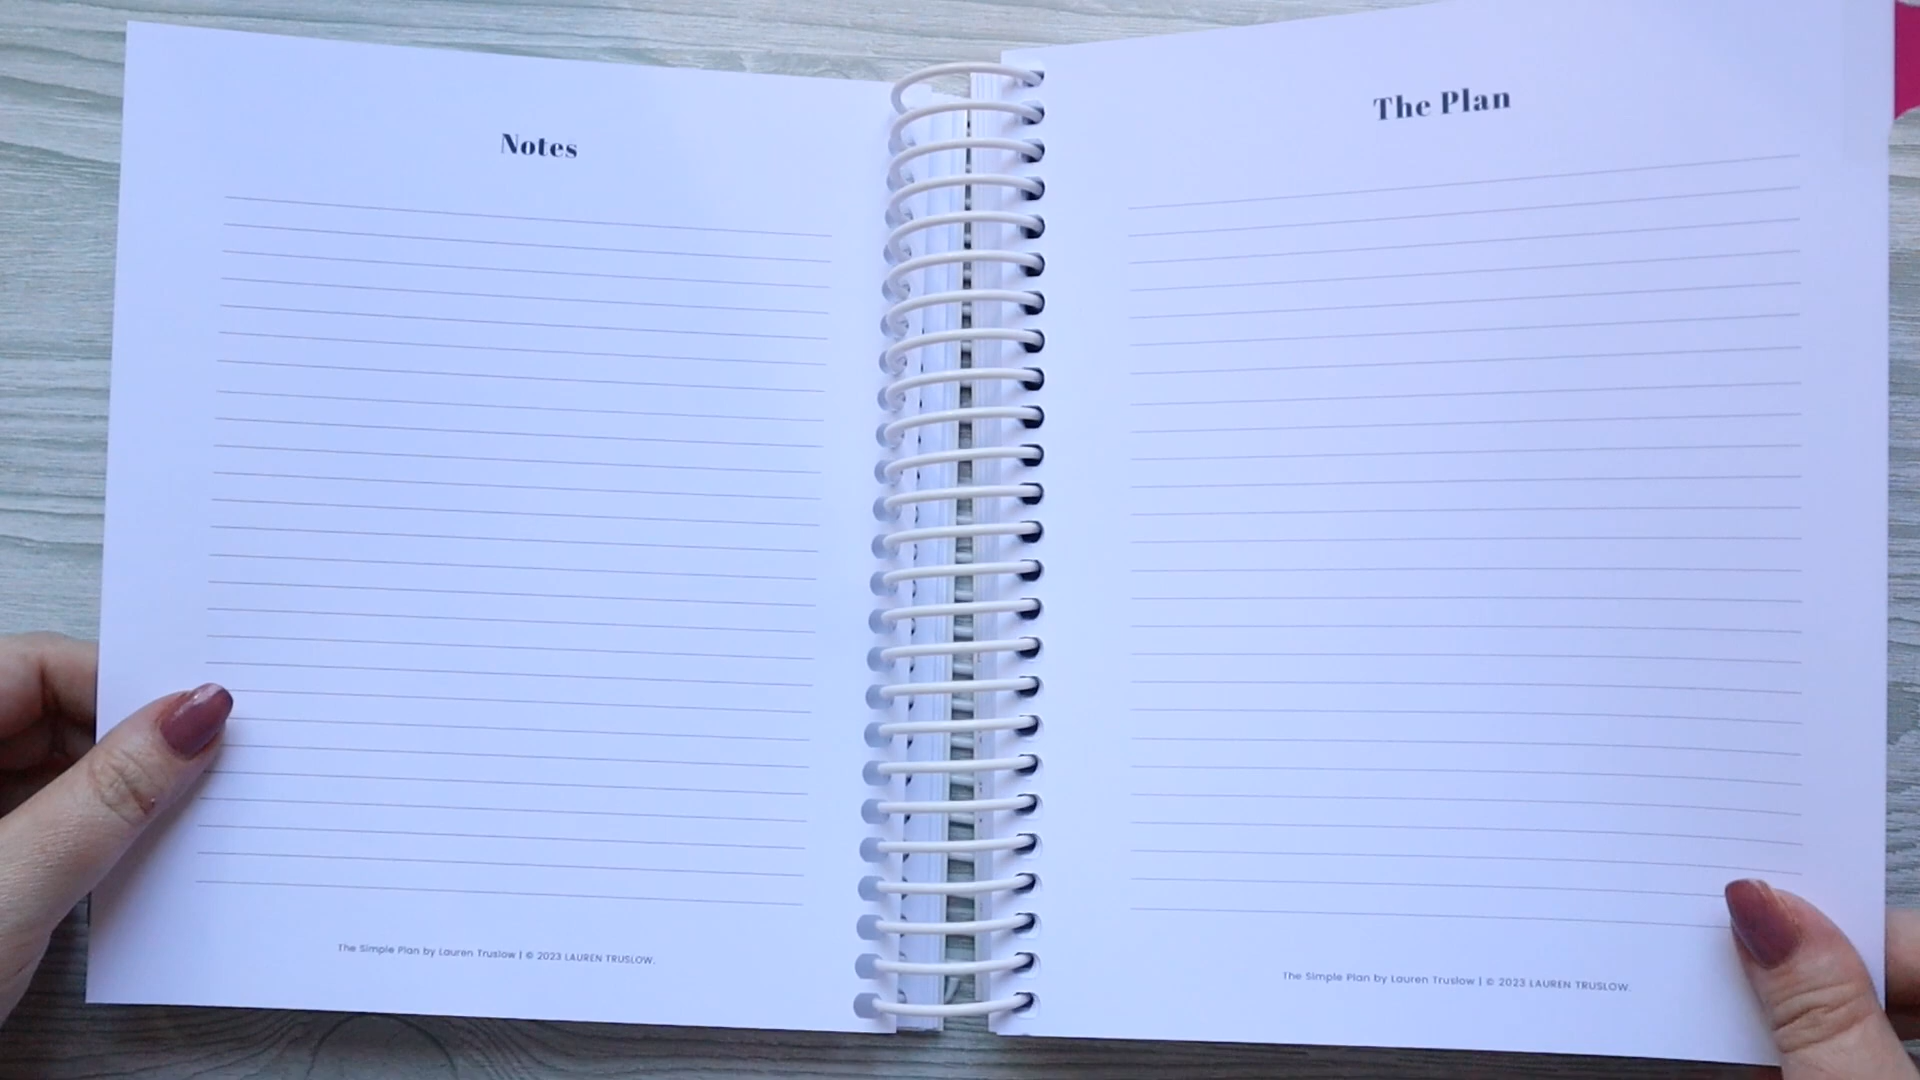 Notes
The Simple Plan by Lauren Truslow | © 2023 LAUREN TRUSLOW.
The Plan
The Simple Plan by Lauren Truslow | © 2023 LAUREN TRUSLOW.